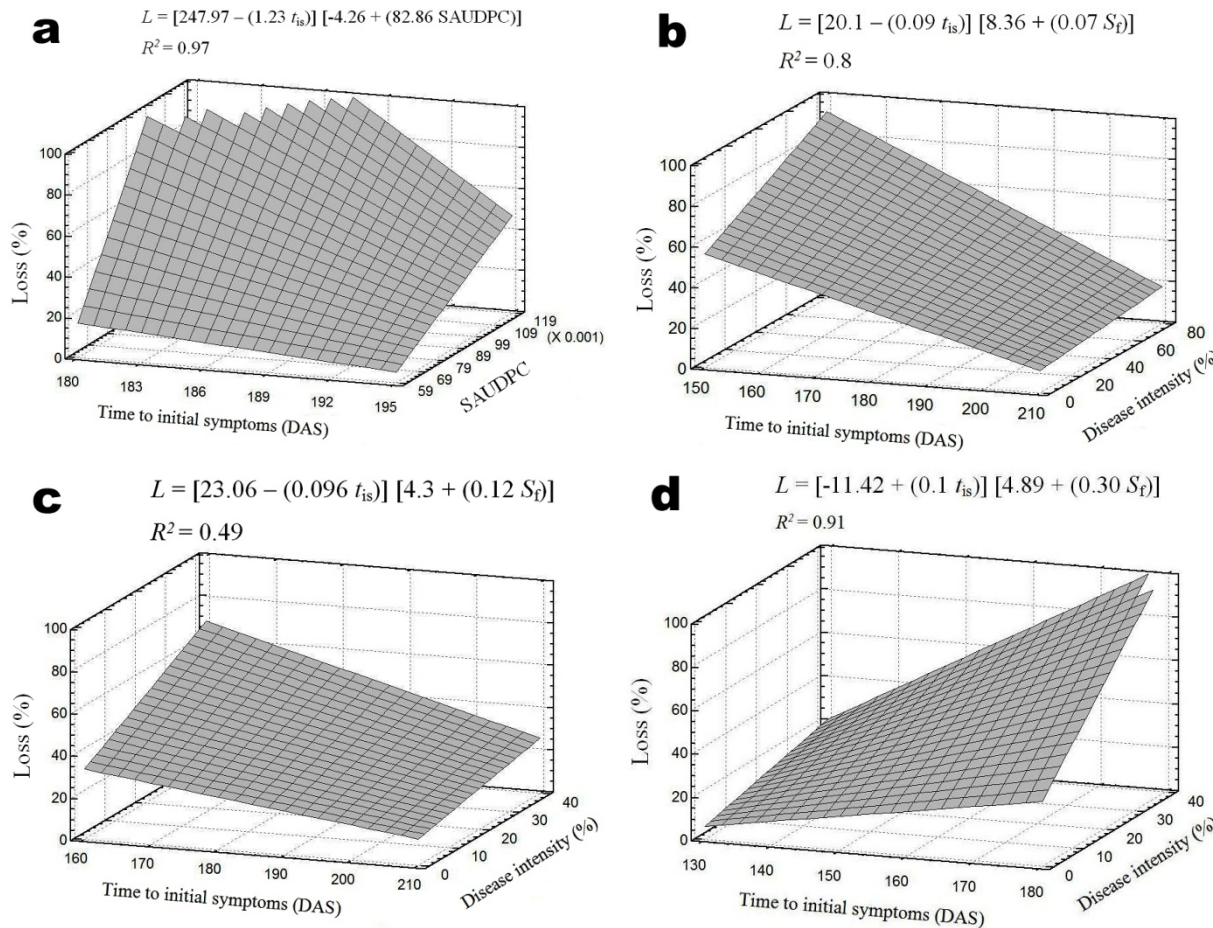 a
L = [247.97 – (1.23 tis)] [-4.26 + (82.86 SAUDPC)]
R² = 0.97
Loss (%)
100
80
60
40
20
0
180
183
186
189
192
195
Time to initial symptoms (DAS)
59
69
79
89
99
109
119
(X 0.001)
SAUDPC
b
L = [20.1 – (0.09 tis)] [8.36 + (0.07 Sf)]
R² = 0.8
Loss (%)
100
80
60
40
20
0
150
160
170
180
190
200
210
Time to initial symptoms (DAS)
0
20
40
60
80
Disease intensity (%)
c
L = [23.06 – (0.096 tis)] [4.3 + (0.12 Sf)]
R² = 0.49
Loss (%)
100
80
60
40
20
0
160
170
180
190
200
210
Time to initial symptoms (DAS)
0
10
20
30
40
Disease intensity (%)
d
L = [-11.42 + (0.1 tis)] [4.89 + (0.30 Sf)]
R² = 0.91
Loss (%)
100
80
60
40
20
0
130
140
150
160
170
180
Time to initial symptoms (DAS)
0
10
20
30
40
Disease intensity (%)